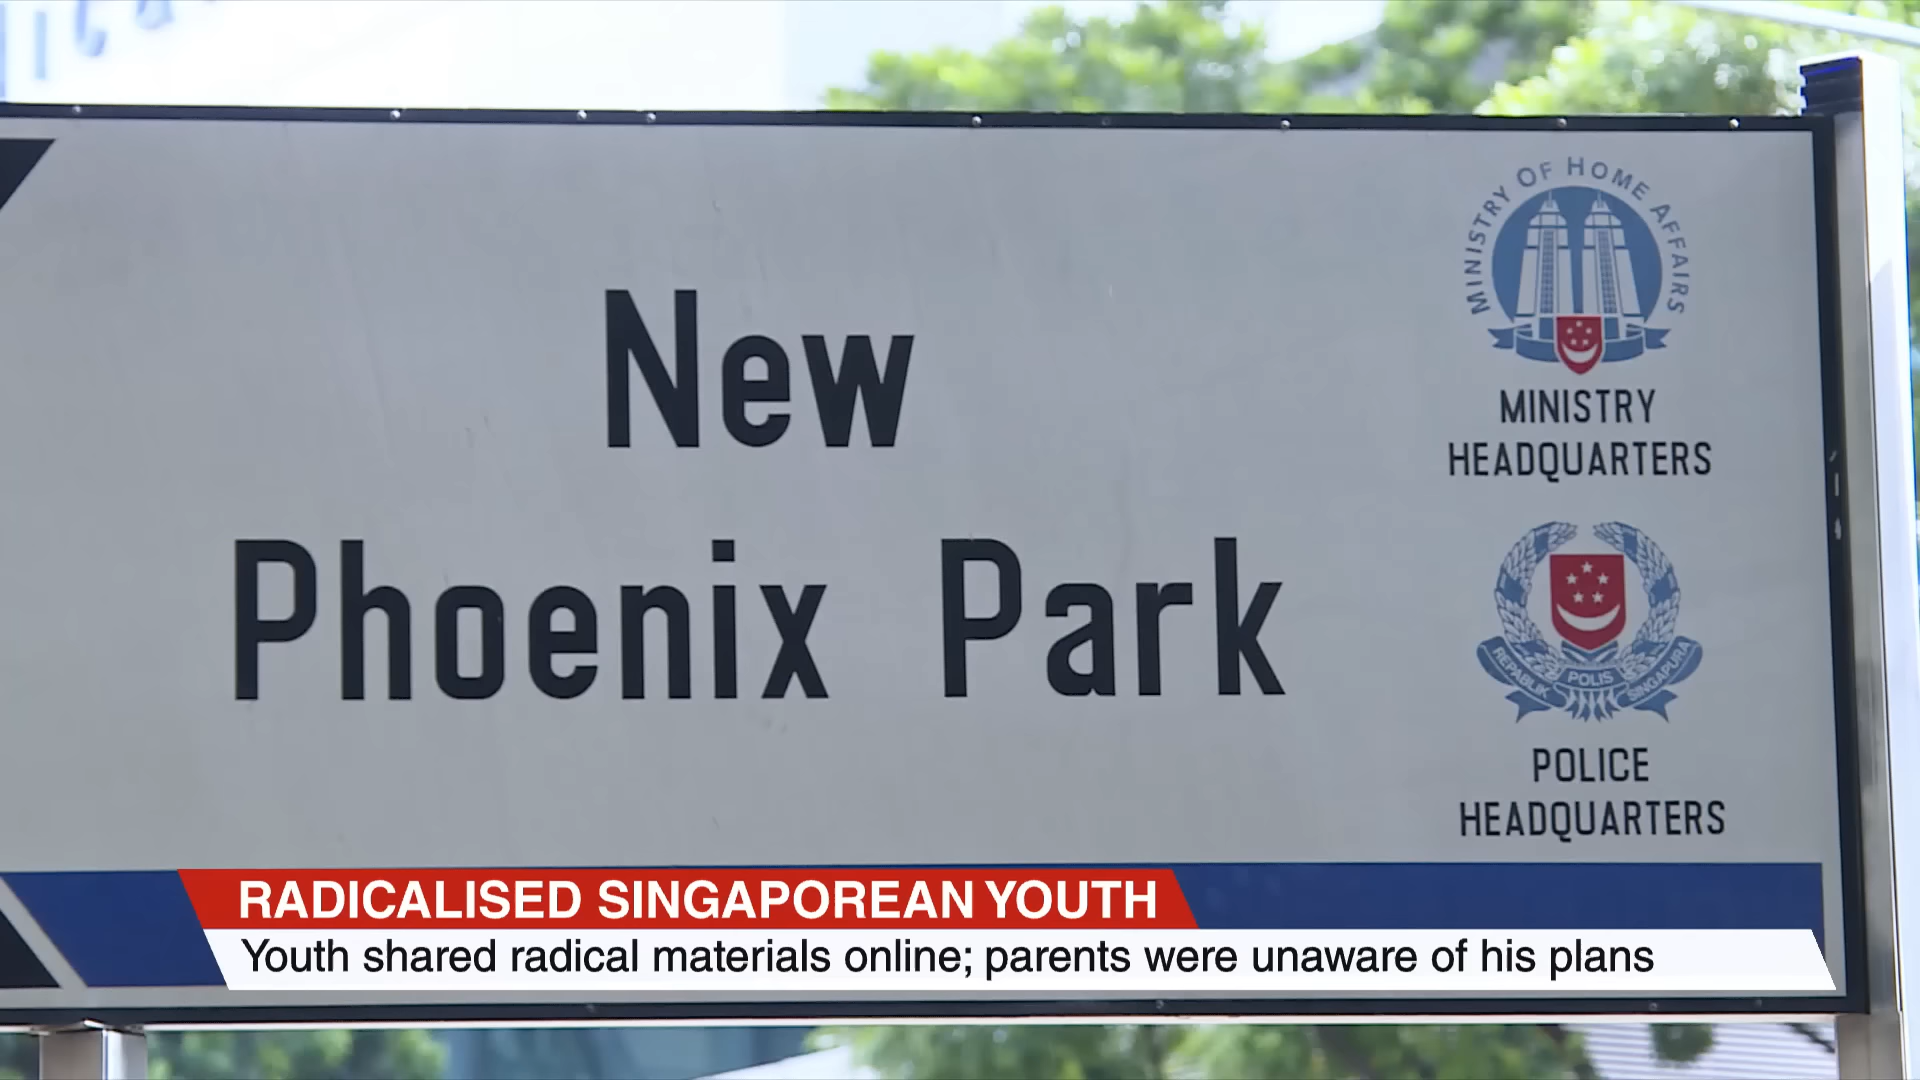 New
Phoenix Park
MINISTRY OF HOME AFFAIRS
MINISTRY
HEADQUARTERS
REPABLIK POLIS SINGAPURA
POLICE
HEADQUARTERS
RADICALISED SINGAPOREAN YOUTH
Youth shared radical materials online; parents were unaware of his plans